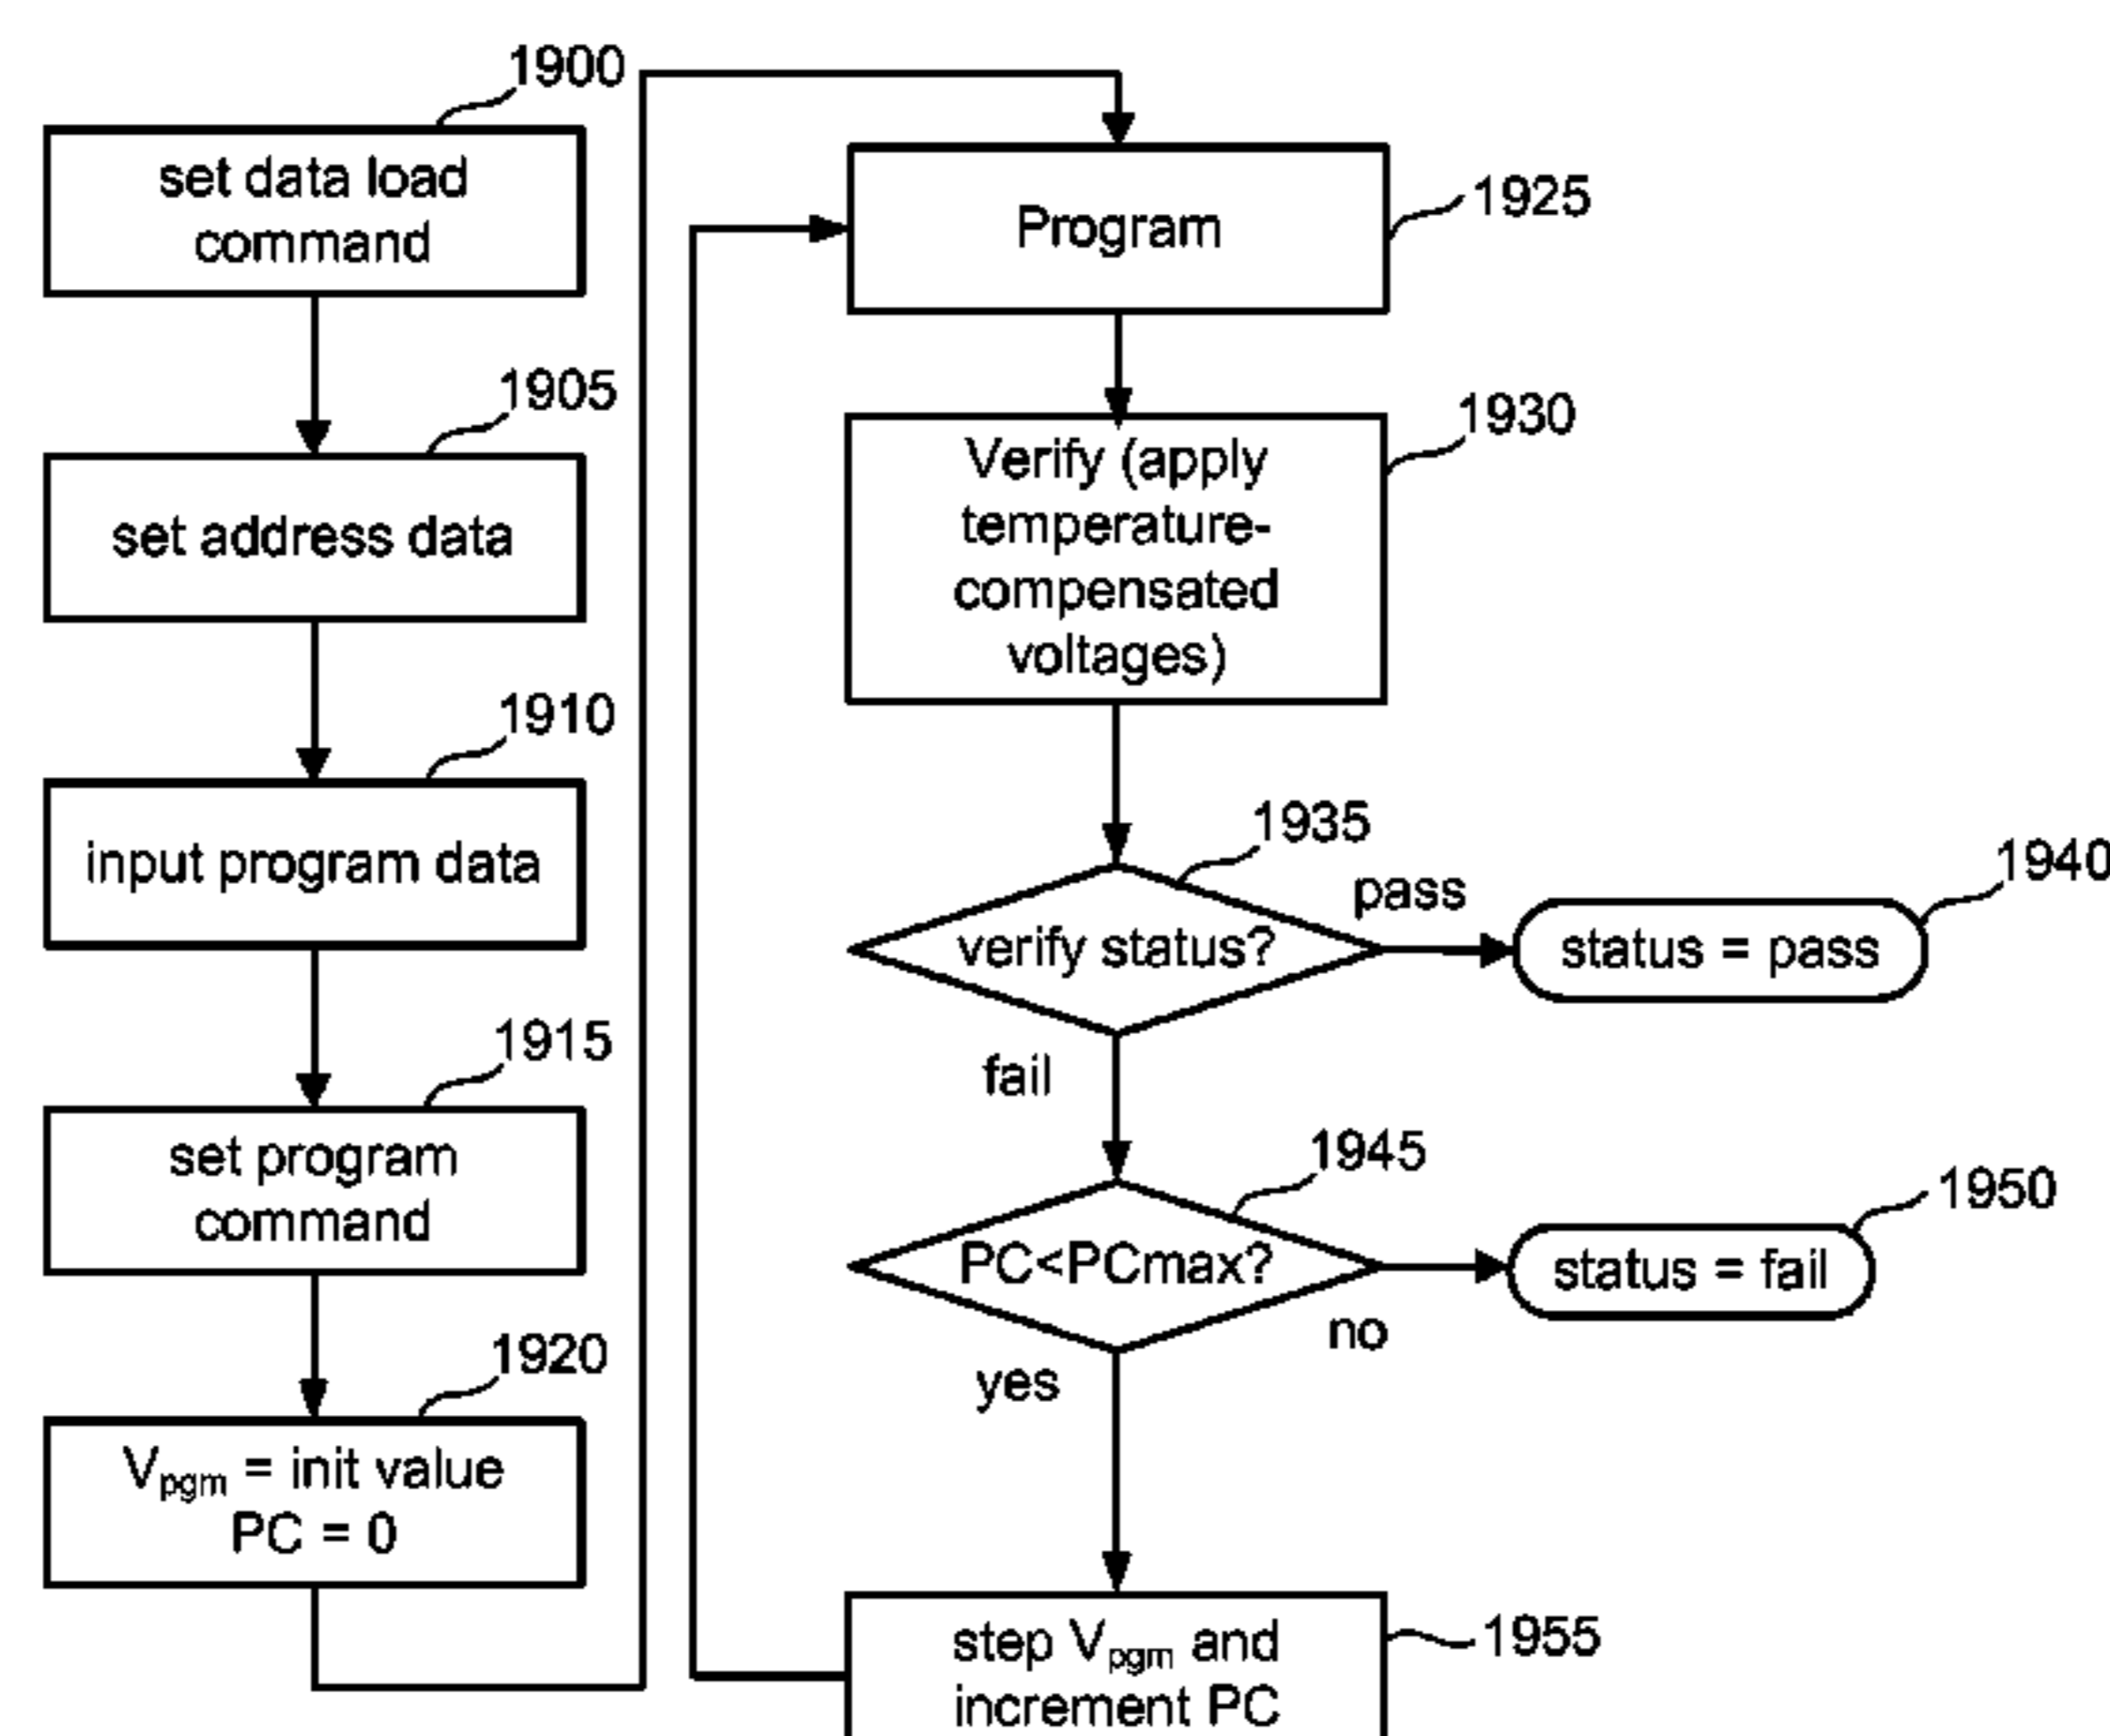 1900
set data load
command
1905
set address data
1910
input program data
1915
set program
command
1920
Vpgm = init value
PC = 0
Program
1925
1930
Verify (apply
temperature-
compensated
voltages)
1935
verify status?
pass
1940
status = pass
fail
1945
PC<PCmax?
no
1950
status = fail
yes
step Vpgm and
increment PC
1955